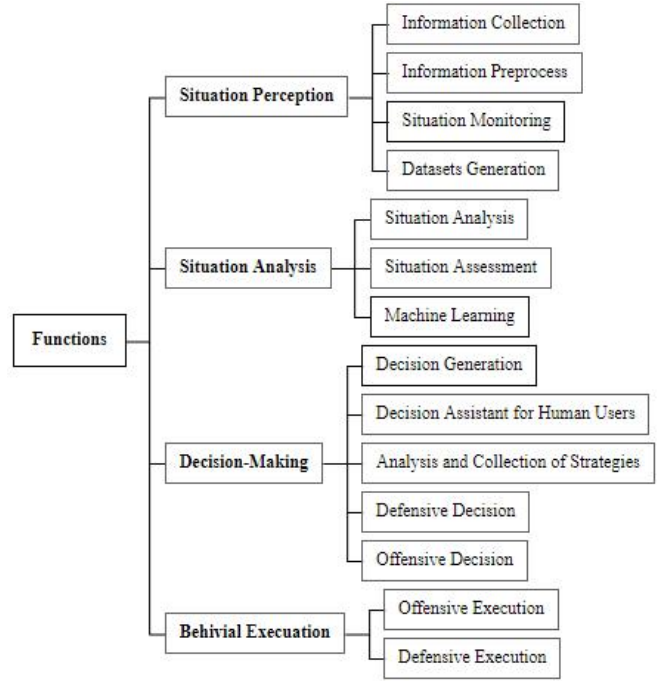 Functions
Situation Perception
Information Collection
Information Preprocess
Situation Monitoring
Datasets Generation
Situation Analysis
Situation Analysis
Situation Assessment
Machine Learning
Decision-Making
Decision Generation
Decision Assistant for Human Users
Analysis and Collection of Strategies
Defensive Decision
Offensive Decision
Behivial Execuation
Offensive Execution
Defensive Execution